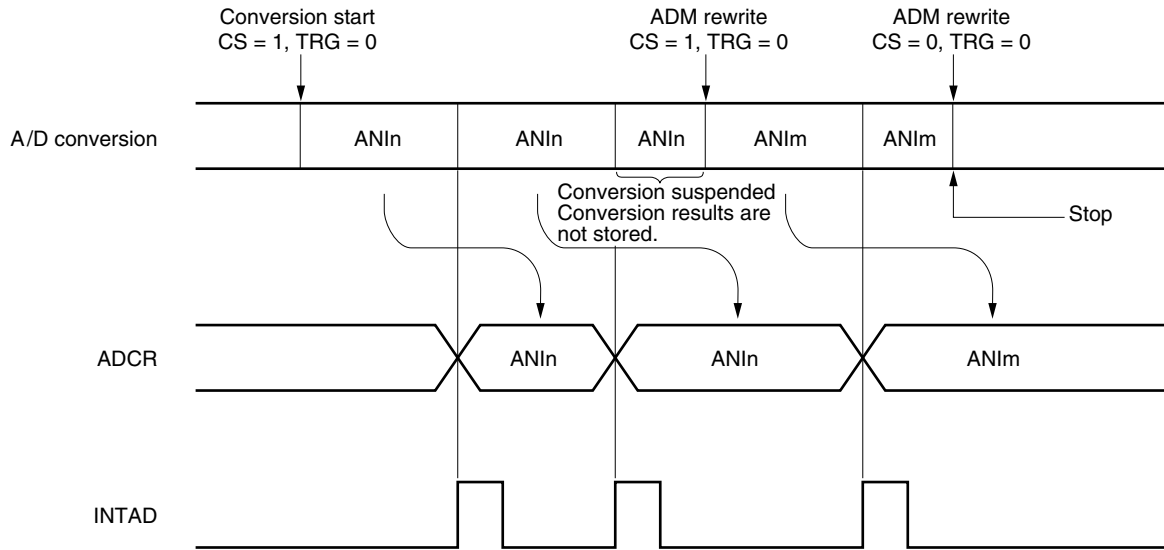 Conversion start
CS = 1, TRG = 0
ADM rewrite
CS = 1, TRG = 0
ADM rewrite
CS = 0, TRG = 0
A/D conversion
ANIn
ANIn
ANIn
ANIm
ANIm
Conversion suspended
Conversion results are
not stored.
Stop
ADCR
ANIn
ANIn
ANIm
INTAD